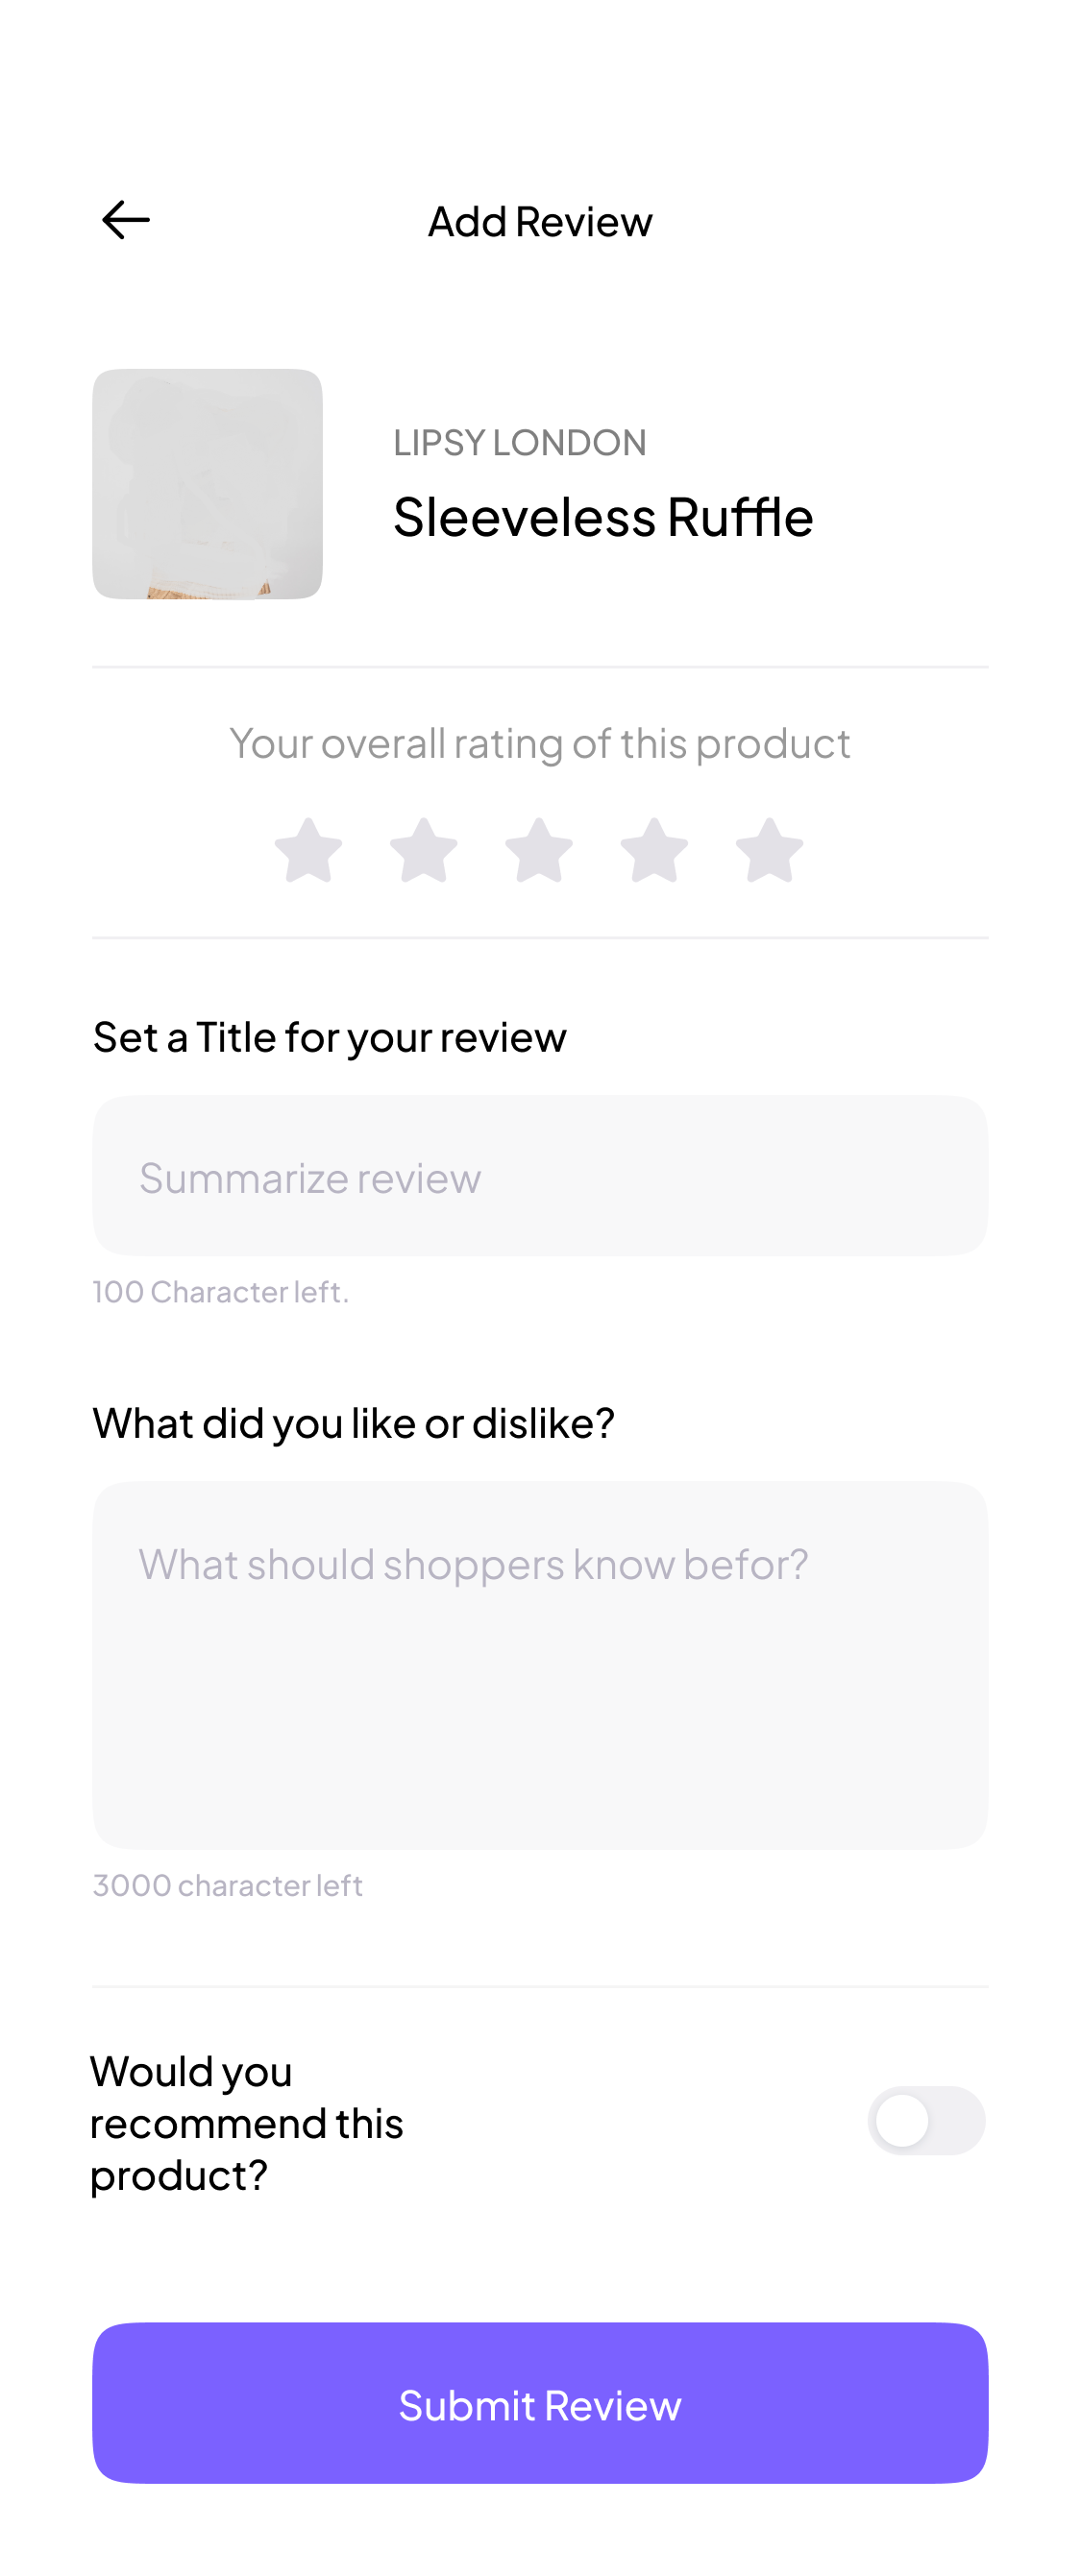 Add Review
LIPSY LONDON
Sleeveless Ruffle
Your overall rating of this product
Set a Title for your review
Summarize review
100 Character left.
What did you like or dislike?
What should shoppers know befor?
3000 character left
Would you
recommend this
product?
Submit Review